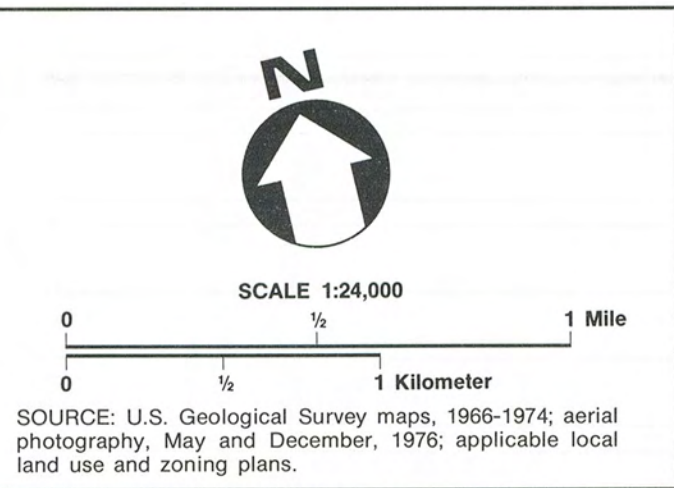 N
SCALE 1:24,000
0 ½ 1 Mile
0 ½ 1 Kilometer
SOURCE: U.S. Geological Survey maps, 1966-1974; aerial
photography, May and December, 1976; applicable local
land use and zoning plans.